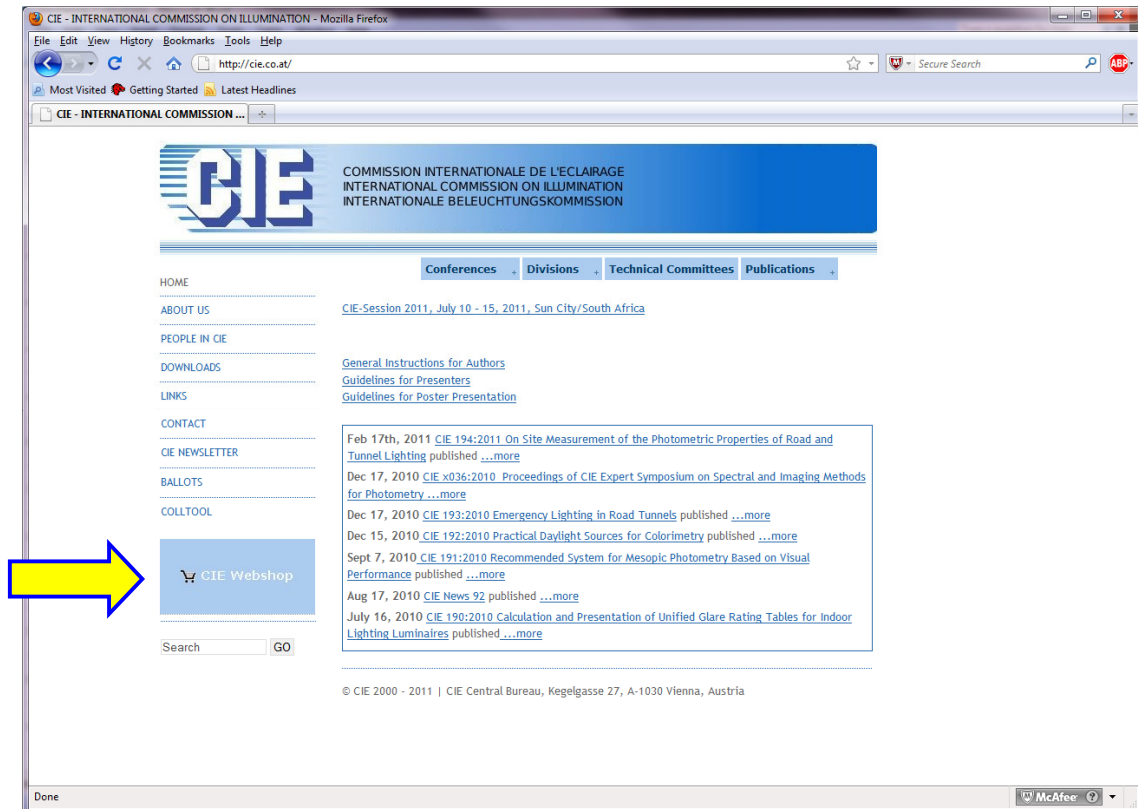 CIE - INTERNATIONAL COMMISSION ON ILLUMINATION - Mozilla Firefox
File Edit View History Bookmarks Tools Help
http://cie.co.at/
Secure Search
ABP
Most Visited Getting Started Latest Headlines
CIE - INTERNATIONAL COMMISSION ...
CIE
COMMISSION INTERNATIONALE DE L'ECLAIRAGE
INTERNATIONAL COMMISSION ON ILLUMINATION
INTERNATIONALE BELEUCHTUNGSKOMMISSION
Conferences + Divisions + Technical Committees Publications +
HOME
ABOUT US
PEOPLE IN CIE
DOWNLOADS
LINKS
CONTACT
CIE NEWSLETTER
BALLOTS
COLLTOOL
CIE Webshop
Search GO
CIE-Session 2011, July 10 - 15, 2011, Sun City/South Africa
General Instructions for Authors
Guidelines for Presenters
Guidelines for Poster Presentation
Feb 17th, 2011 CIE 194:2011 On Site Measurement of the Photometric Properties of Road and
Tunnel Lighting published ...more
Dec 17, 2010 CIE x036:2010 Proceedings of CIE Expert Symposium on Spectral and Imaging Methods
for Photometry ...more
Dec 17, 2010 CIE 193:2010 Emergency Lighting in Road Tunnels published ...more
Dec 15, 2010 CIE 192:2010 Practical Daylight Sources for Colorimetry published ...more
Sept 7, 2010 CIE 191:2010 Recommended System for Mesopic Photometry Based on Visual
Performance published ...more
Aug 17, 2010 CIE News 92 published ...more
July 16, 2010 CIE 190:2010 Calculation and Presentation of Unified Glare Rating Tables for Indoor
Lighting Luminaires published ...more
© CIE 2000 - 2011 | CIE Central Bureau, Kegelgasse 27, A-1030 Vienna, Austria
Done
McAfee